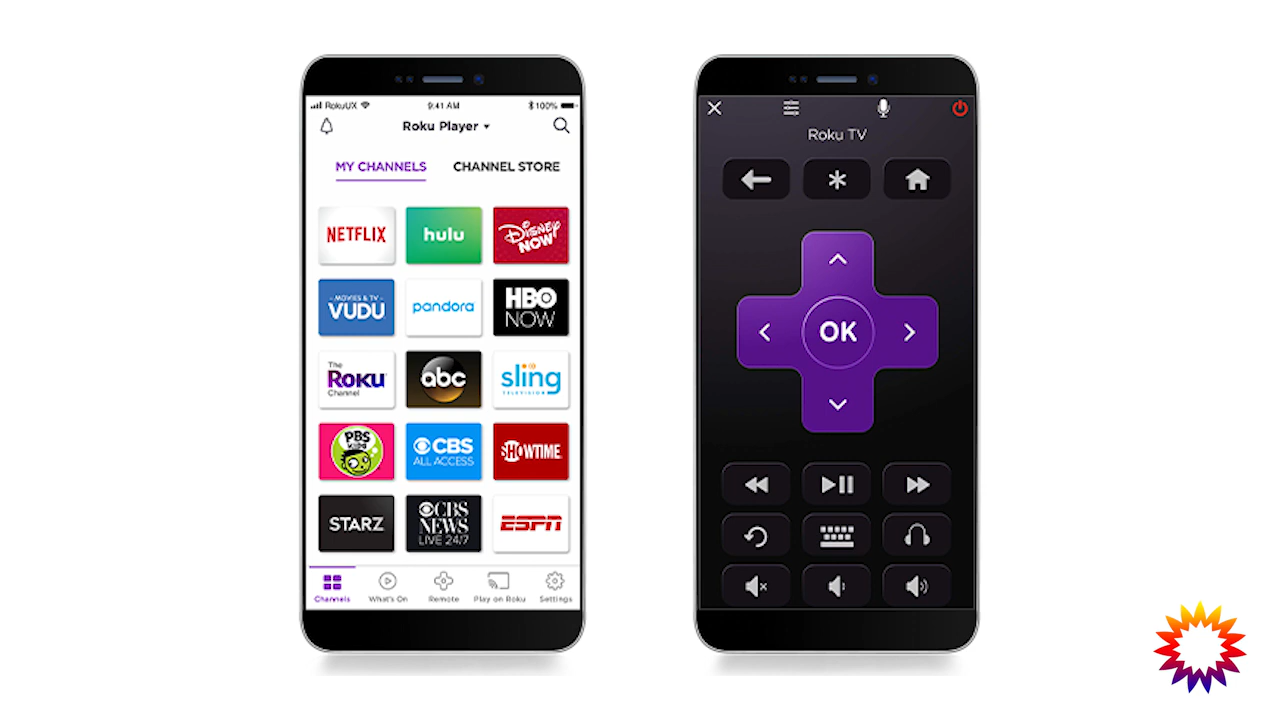 RokuUX 9:41 AM 100%
Roku Player
MY CHANNELS CHANNEL STORE
NETFLIX hulu Disney NOW
MOVIES & TV
VUDU pandora HBO NOW
The Roku Channel abc sling TELEVISION
PBS KIDS CBS ALL ACCESS SHOWTIME
STARZ CBS NEWS LIVE 24/7 ESPN
Channels What's On Remote Play on Roku Settings
Roku TV
OK